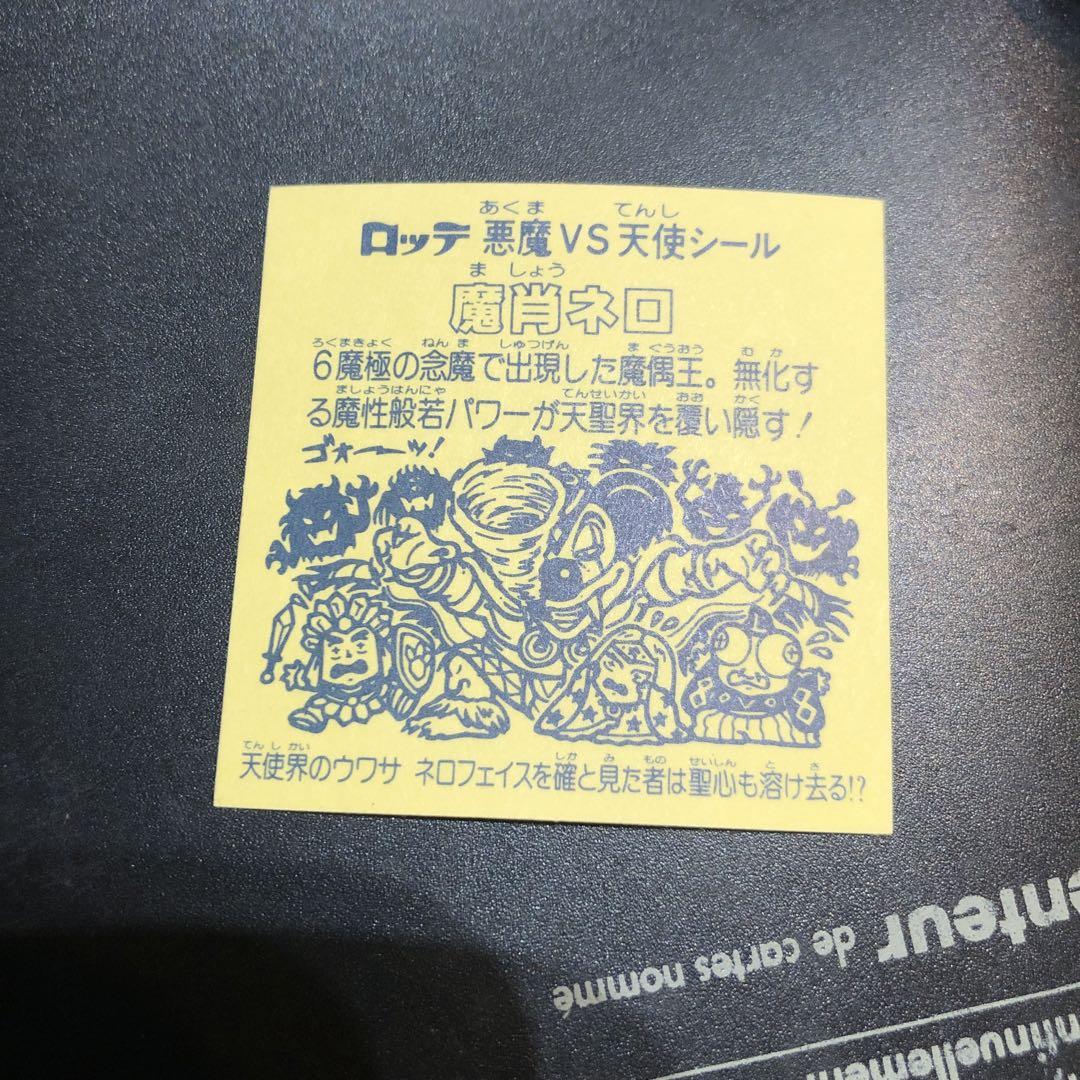 あくま てんし
ロッテ 悪魔VS天使シール
ま しょう
魔肖ネロ
ろくまきょく ねん ま しゅつげん ま ぐうおう む か
6魔極の念魔で出現した魔偶王。無化す
ましょうはんにゃ てんせいかい おお かく
る魔性般若パワーが天聖界を覆い隠す!
ゴォーーッ!
てん し かい しか み もの せいしん と さ
天使界のウワサ ネロフェイスを確と見た者は聖心も溶け去る!?
enteur de cartes nommé
ntinuellement